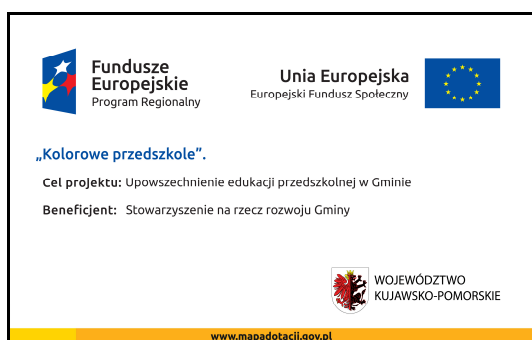 Fundusze
Europejskie
Program Regionalny
Unia Europejska
Europejski Fundusz Społeczny
„Kolorowe przedszkole”.
Cel projektu: Upowszechnienie edukacji przedszkolnej w Gminie
Beneficjent: Stowarzyszenie na rzecz rozwoju Gminy
WOJEWÓDZTWO
KUJAWSKO-POMORSKIE
www.mapadotacji.gov.pl